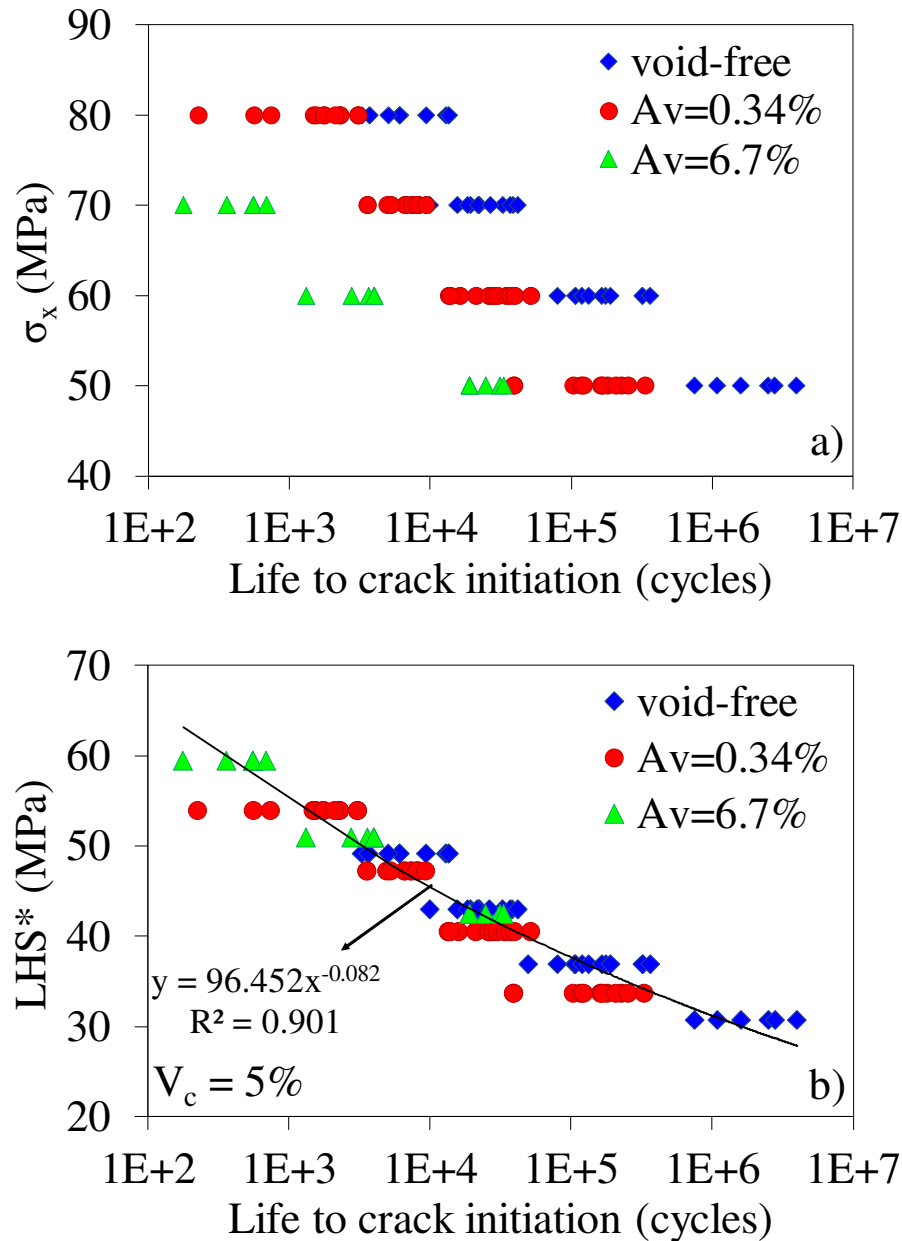 90
80
70
60
50
40
σx (MPa)
void-free
Av=0.34%
Av=6.7%
a)
1E+2 1E+3 1E+4 1E+5 1E+6 1E+7
Life to crack initiation (cycles)
70
60
50
40
30
20
LHS* (MPa)
void-free
Av=0.34%
Av=6.7%
y = 96.452x^-0.082
R² = 0.901
Vc = 5%
b)
1E+2 1E+3 1E+4 1E+5 1E+6 1E+7
Life to crack initiation (cycles)